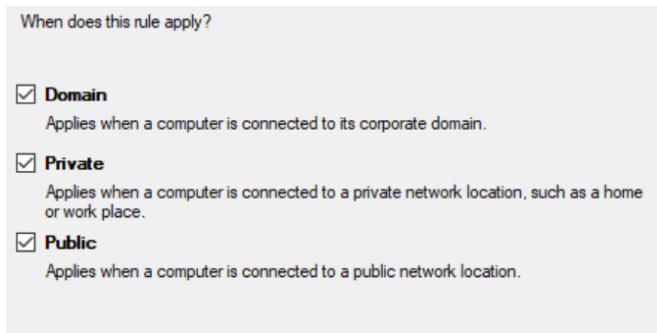 When does this rule apply?
Domain
Applies when a computer is connected to its corporate domain.
Private
Applies when a computer is connected to a private network location, such as a home
or work place.
Public
Applies when a computer is connected to a public network location.